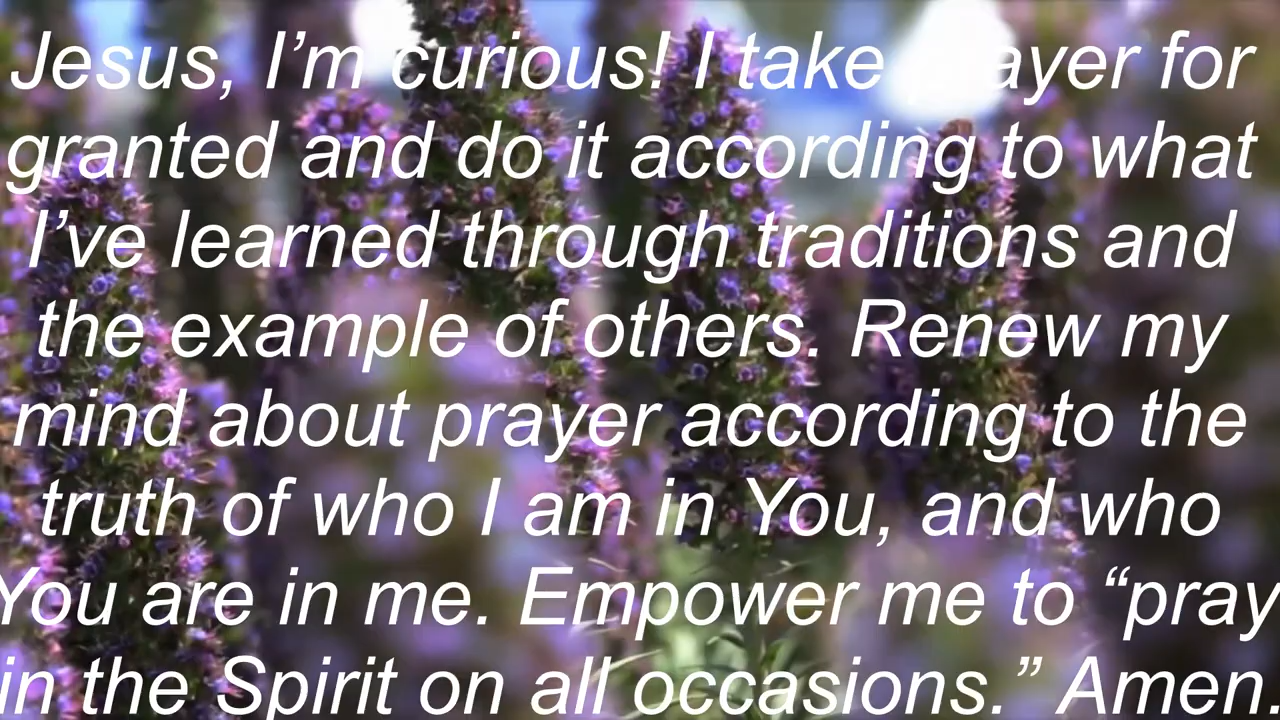 Jesus, I’m curious! I take prayer for
granted and do it according to what
I’ve learned through traditions and
the example of others. Renew my
mind about prayer according to the
truth of who I am in You, and who
You are in me. Empower me to “pray
in the Spirit on all occasions.” Amen.